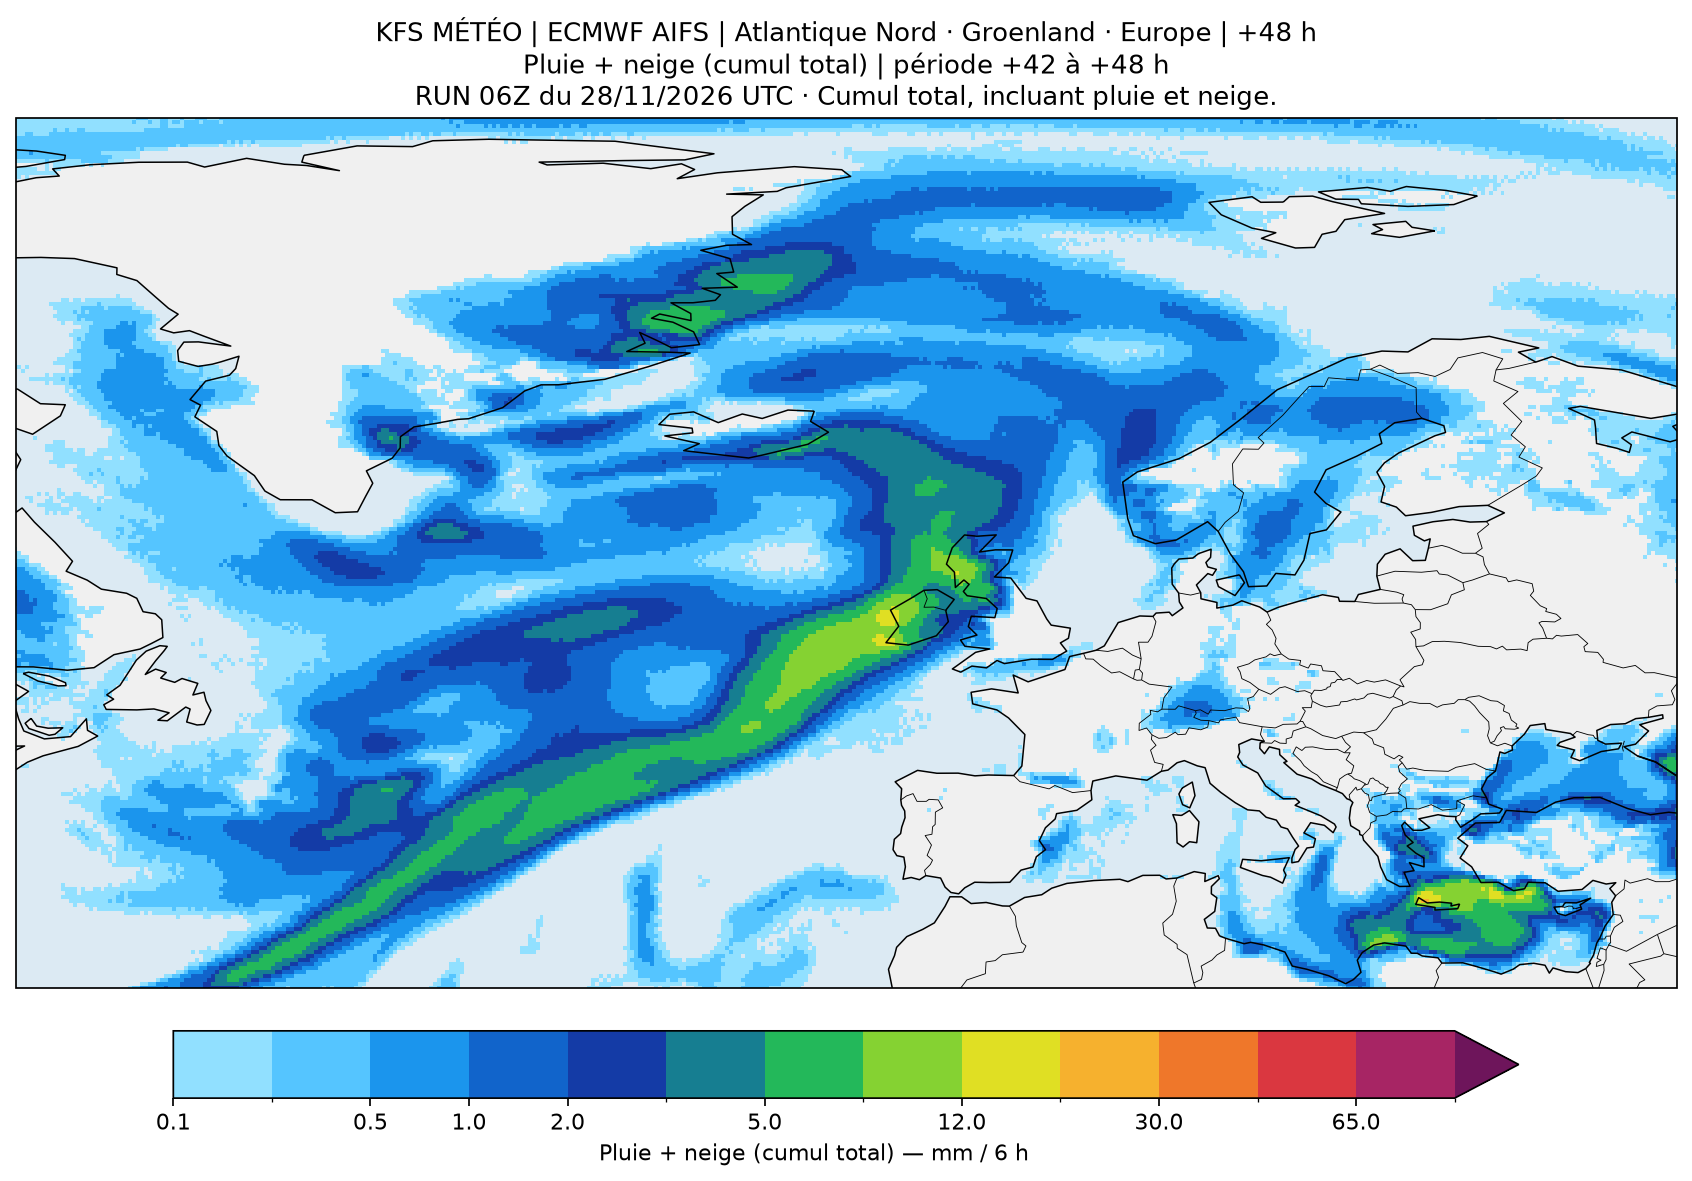 KFS MÉTÉO | ECMWF AIFS | Atlantique Nord · Groenland · Europe | +48 h
Pluie + neige (cumul total) | période +42 à +48 h
RUN 06Z du 28/11/2026 UTC · Cumul total, incluant pluie et neige.
0.1 0.5 1.0 2.0 5.0 12.0 30.0 65.0
Pluie + neige (cumul total) — mm / 6 h